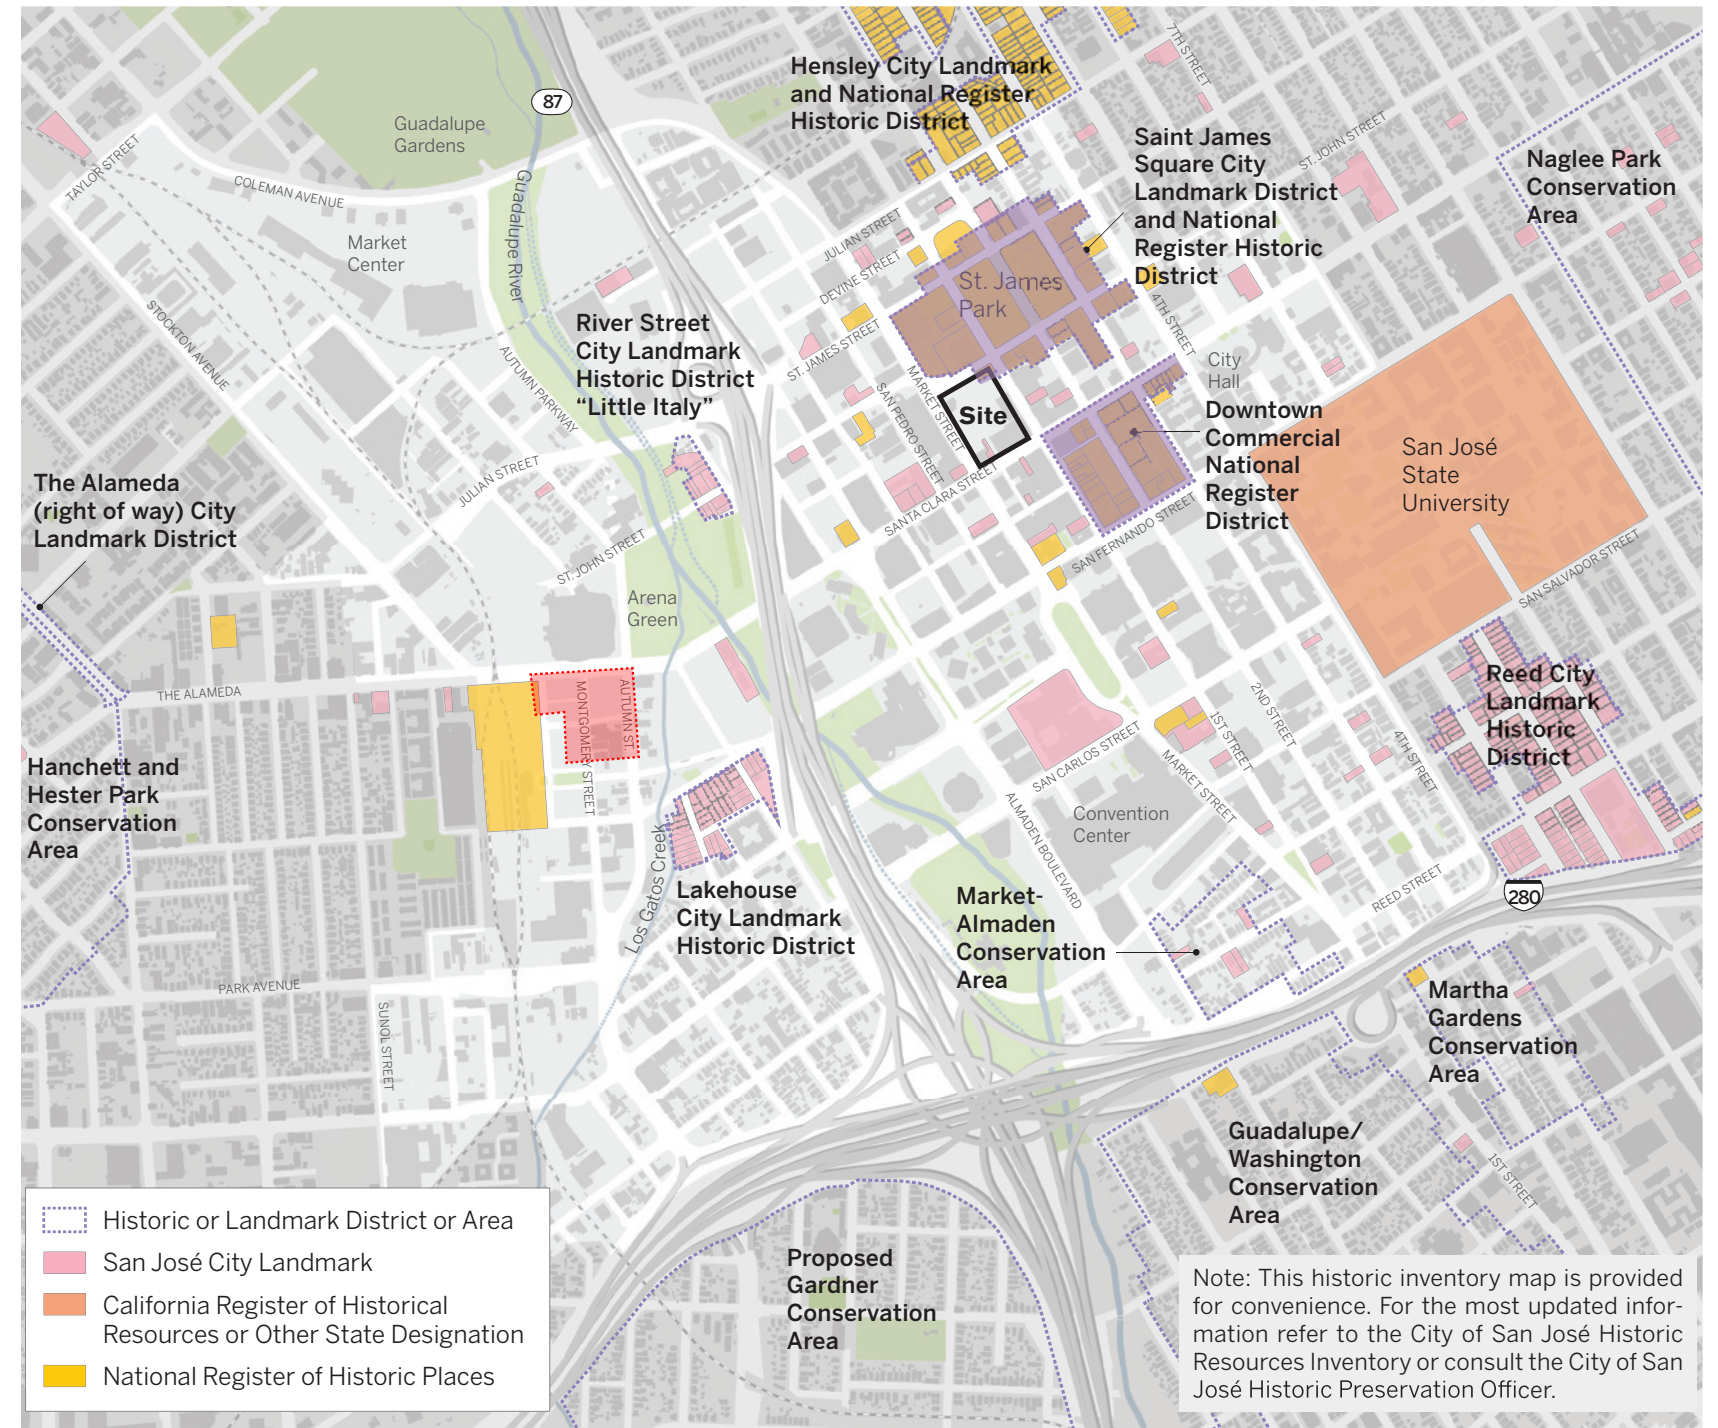 87
Guadalupe
Gardens
TAYLOR STREET
COLEMAN AVENUE
Guadalupe River
Market
Center
STOCKTON AVENUE
AUTUMN PARKWAY
Hensley City Landmark
and National Register
Historic District
7TH STREET
Saint James
Square City
Landmark District
and National
Register Historic
District
ST. JOHN STREET
Naglee Park
Conservation
Area
JULIAN STREET
DEVINE STREET
ST. JAMES STREET
St. James
Park
4TH STREET
River Street
City Landmark
Historic District
“Little Italy”
MARKET STREET
SAN PEDRO STREET
Site
City
Hall
Downtown
Commercial
National
Register
District
San José
State
University
JULIAN STREET
SANTA CLARA STREET
SAN FERNANDO STREET
SAN SALVADOR STREET
The Alameda
(right of way) City
Landmark District
ST. JOHN STREET
Arena
Green
THE ALAMEDA
MONTGOMERY STREET
AUTUMN ST.
Reed City
Landmark
Historic
District
2ND STREET
1ST STREET
4TH STREET
SAN CARLOS STREET
MARKET STREET
Hanchett and
Hester Park
Conservation
Area
Convention
Center
ALMADEN BOULEVARD
Los Gatos Creek
Lakehouse
City Landmark
Historic District
Market-
Almaden
Conservation
Area
REED STREET
280
PARK AVENUE
SUNOL STREET
Martha
Gardens
Conservation
Area
Guadalupe/
Washington
Conservation
Area
1ST STREET
Proposed
Gardner
Conservation
Area
Historic or Landmark District or Area
San José City Landmark
California Register of Historical
Resources or Other State Designation
National Register of Historic Places
Note: This historic inventory map is provided
for convenience. For the most updated infor-
mation refer to the City of San José Historic
Resources Inventory or consult the City of San
José Historic Preservation Officer.